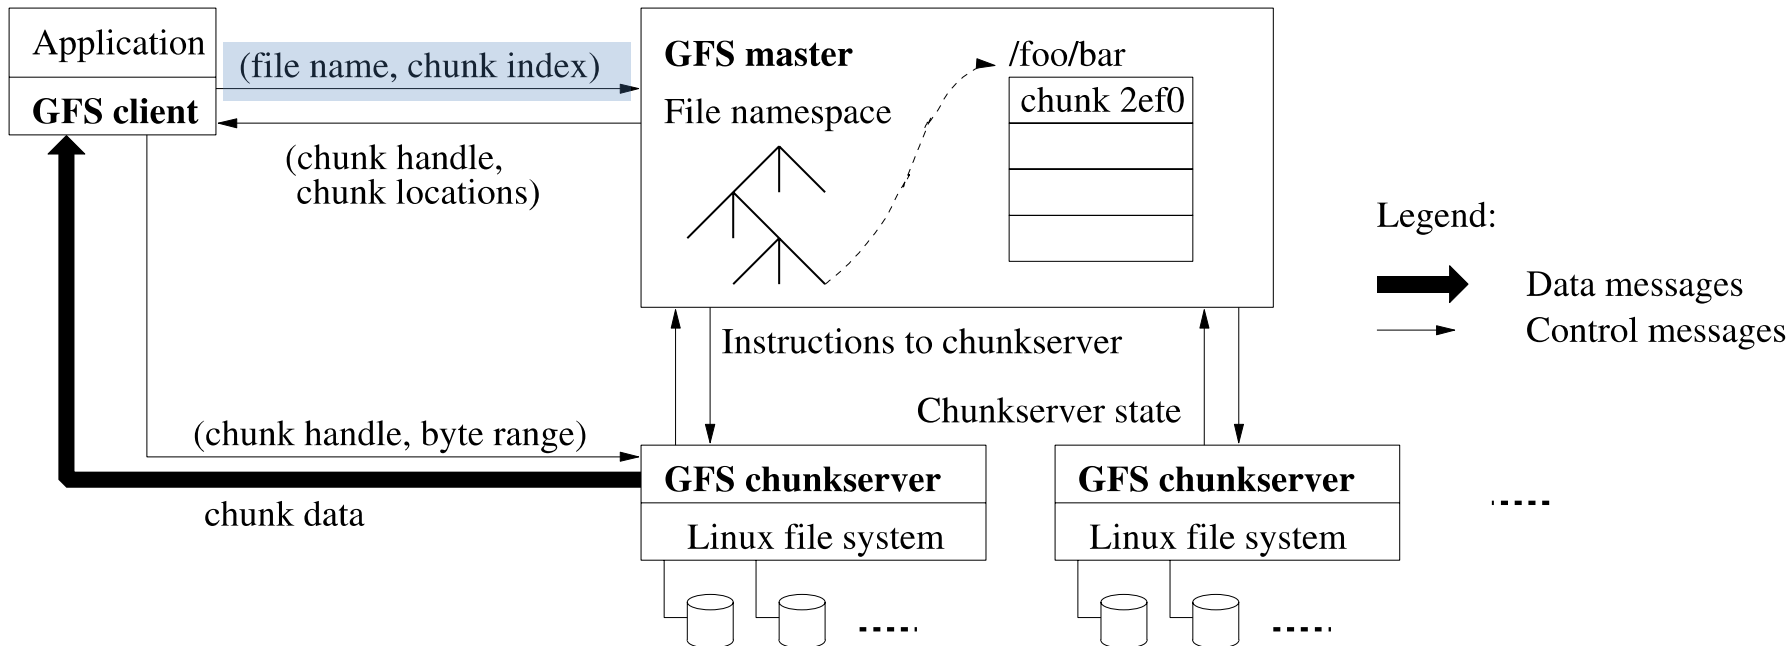 Application
GFS client
(file name, chunk index)
(chunk handle,
chunk locations)
GFS master
File namespace
/foo/bar
chunk 2ef0
Legend:
Data messages
Control messages
Instructions to chunkserver
Chunkserver state
(chunk handle, byte range)
chunk data
GFS chunkserver
Linux file system
GFS chunkserver
Linux file system